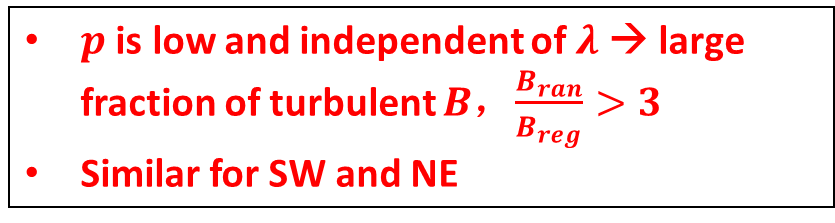 • p is low and independent of λ → large
fraction of turbulent B， B_ran/B_reg > 3
• Similar for SW and NE